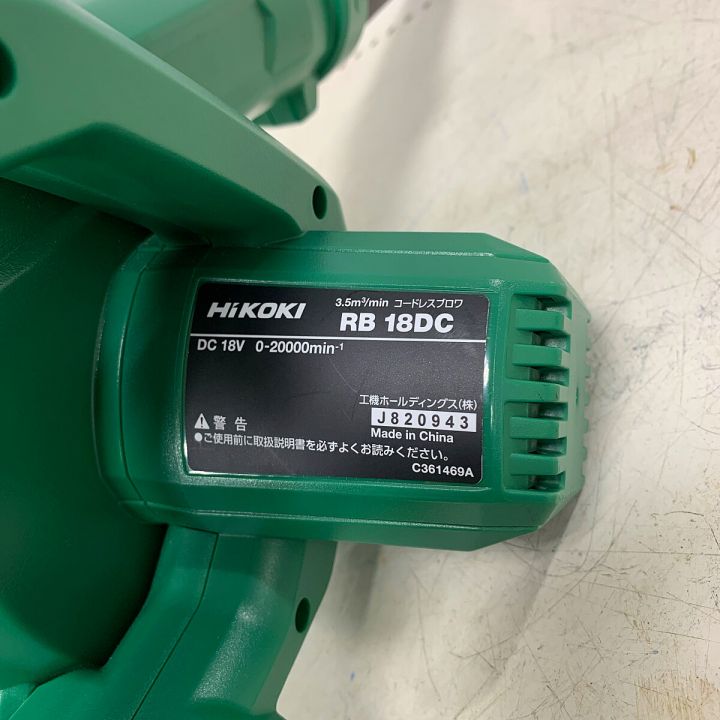 HiKOKI
3.5m³/min コードレスブロワ
RB 18DC
DC 18V 0-20000min-1
工機ホールディングス(株)
J820943
Made in China
⚠警告
●ご使用前に取扱説明書を必ずよくお読みください。
C361469A